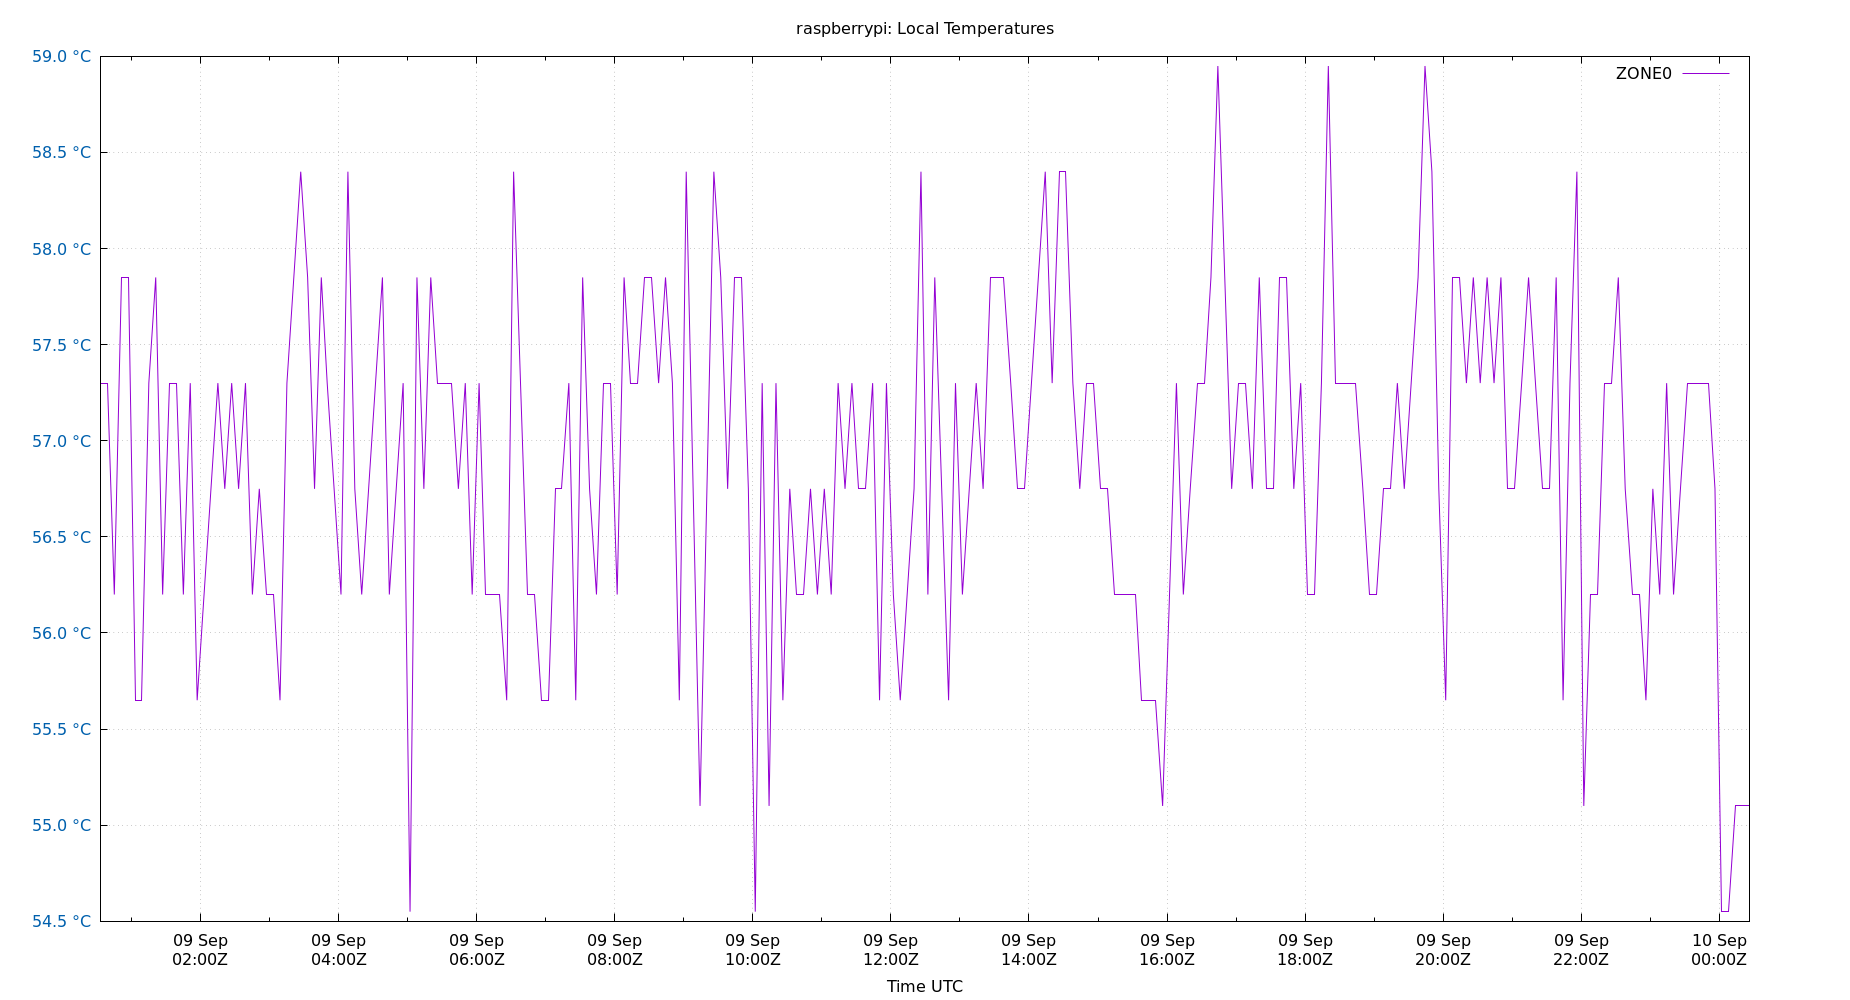 raspberrypi: Local Temperatures
59.0 °C
ZONE0
58.5 °C
58.0 °C
57.5 °C
57.0 °C
56.5 °C
56.0 °C
55.5 °C
55.0 °C
54.5 °C
09 Sep 09 Sep 09 Sep 09 Sep 09 Sep 09 Sep 09 Sep 09 Sep 09 Sep 09 Sep 09 Sep 10 Sep
02:00Z 04:00Z 06:00Z 08:00Z 10:00Z 12:00Z 14:00Z 16:00Z 18:00Z 20:00Z 22:00Z 00:00Z
Time UTC